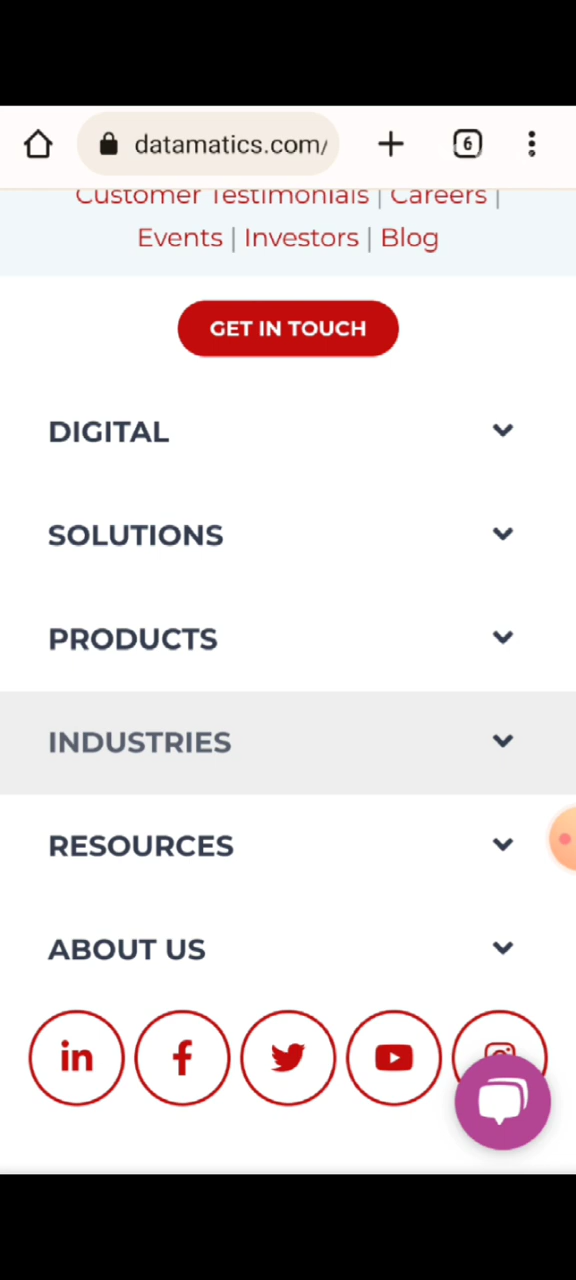 datamatics.com/
6
Customer Testimonials | Careers |
Events | Investors | Blog
GET IN TOUCH
DIGITAL
SOLUTIONS
PRODUCTS
INDUSTRIES
RESOURCES
ABOUT US
in
f